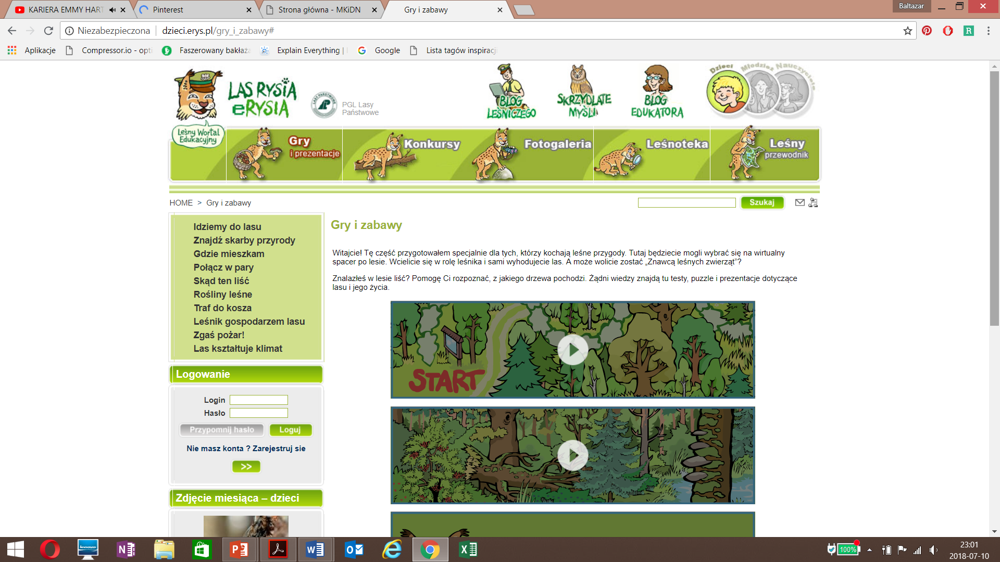 KARIERA EMMY HART
Pinterest
Strona główna - MKiDN
Gry i zabawy
Baltazar
Niezabezpieczona
dzieci.erys.pl/gry_i_zabawy#
Aplikacje
Compressor.io - opti
Faszerowany bakłaża
Explain Everything |
Google
Lista tagów inspiracji
LAS RYSIA
eRYSIA
PGL Lasy
Państwowe
BLOG
LEŚNICZEGO
SKRZYDLATE
MYŚLI
BLOG
EDUKATORA
Dzieci Młodzież Nauczyciele
Leśny Wortal
Edukacyjny
Gry
i prezentacje
Konkursy
Fotogaleria
Leśnoteka
Leśny
przewodnik
HOME > Gry i zabawy
Szukaj
Idziemy do lasu
Znajdź skarby przyrody
Gdzie mieszkam
Połącz w pary
Skąd ten liść
Rośliny leśne
Traf do kosza
Leśnik gospodarzem lasu
Zgaś pożar!
Las kształtuje klimat
Gry i zabawy
Witajcie! Tę część przygotowałem specjalnie dla tych, którzy kochają leśne przygody. Tutaj będziecie mogli wybrać się na wirtualny
spacer po lesie. Wcielicie się w rolę leśnika i sami wyhodujecie las. A może wolicie zostać „Znawcą leśnych zwierząt”?
Znalazłeś w lesie liść? Pomogę Ci rozpoznać, z jakiego drzewa pochodzi. Żądni wiedzy znajdą tu testy, puzzle i prezentacje dotyczące
lasu i jego życia.
START
Logowanie
Login
Hasło
Przypomnij hasło
Loguj
Nie masz konta ? Zarejestruj sie
>>
Zdjęcie miesiąca – dzieci
100%
23:01
2018-07-10